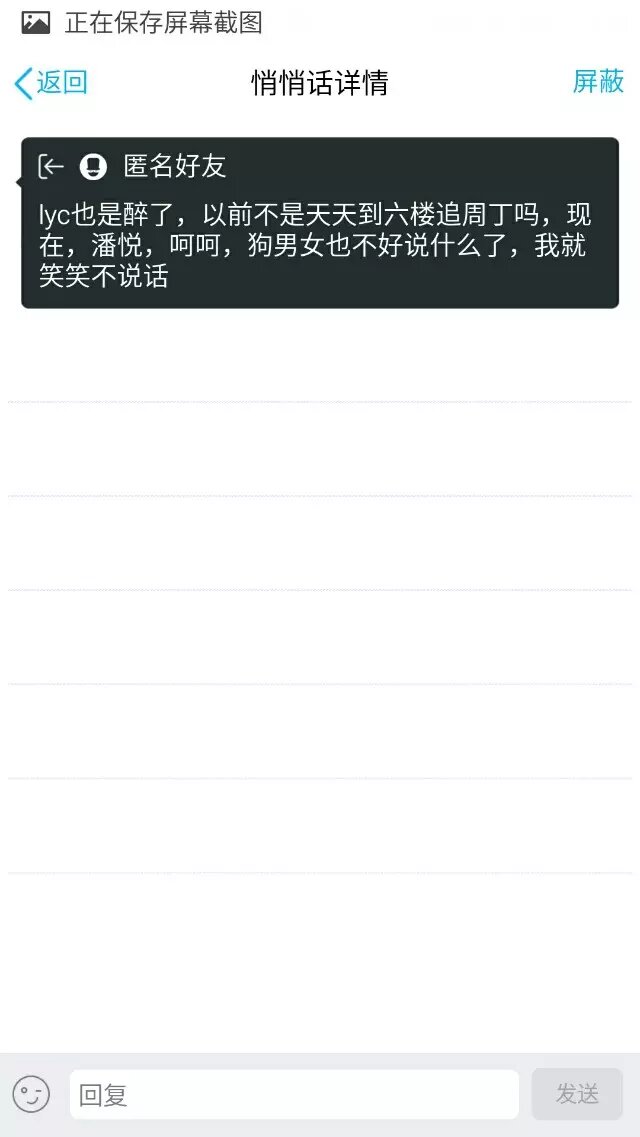 正在保存屏幕截图
返回
悄悄话详情
屏蔽
匿名好友
lyc也是醉了，以前不是天天到六楼追周丁吗，现
在，潘悦，呵呵，狗男女也不好说什么了，我就
笑笑不说话
回复
发送